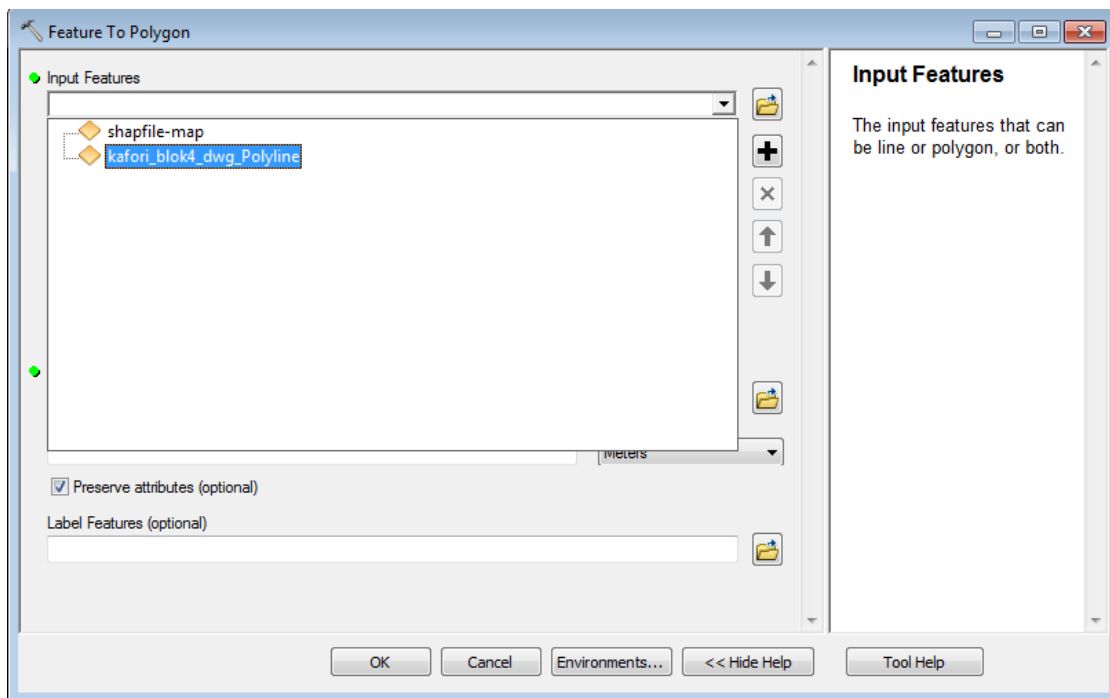 Feature To Polygon
Input Features
shapfile-map
kafori_blok4_dwg_Polyline
Meters
Preserve attributes (optional)
Label Features (optional)
OK
Cancel
Environments...
<< Hide Help
Input Features
The input features that can
be line or polygon, or both.
Tool Help